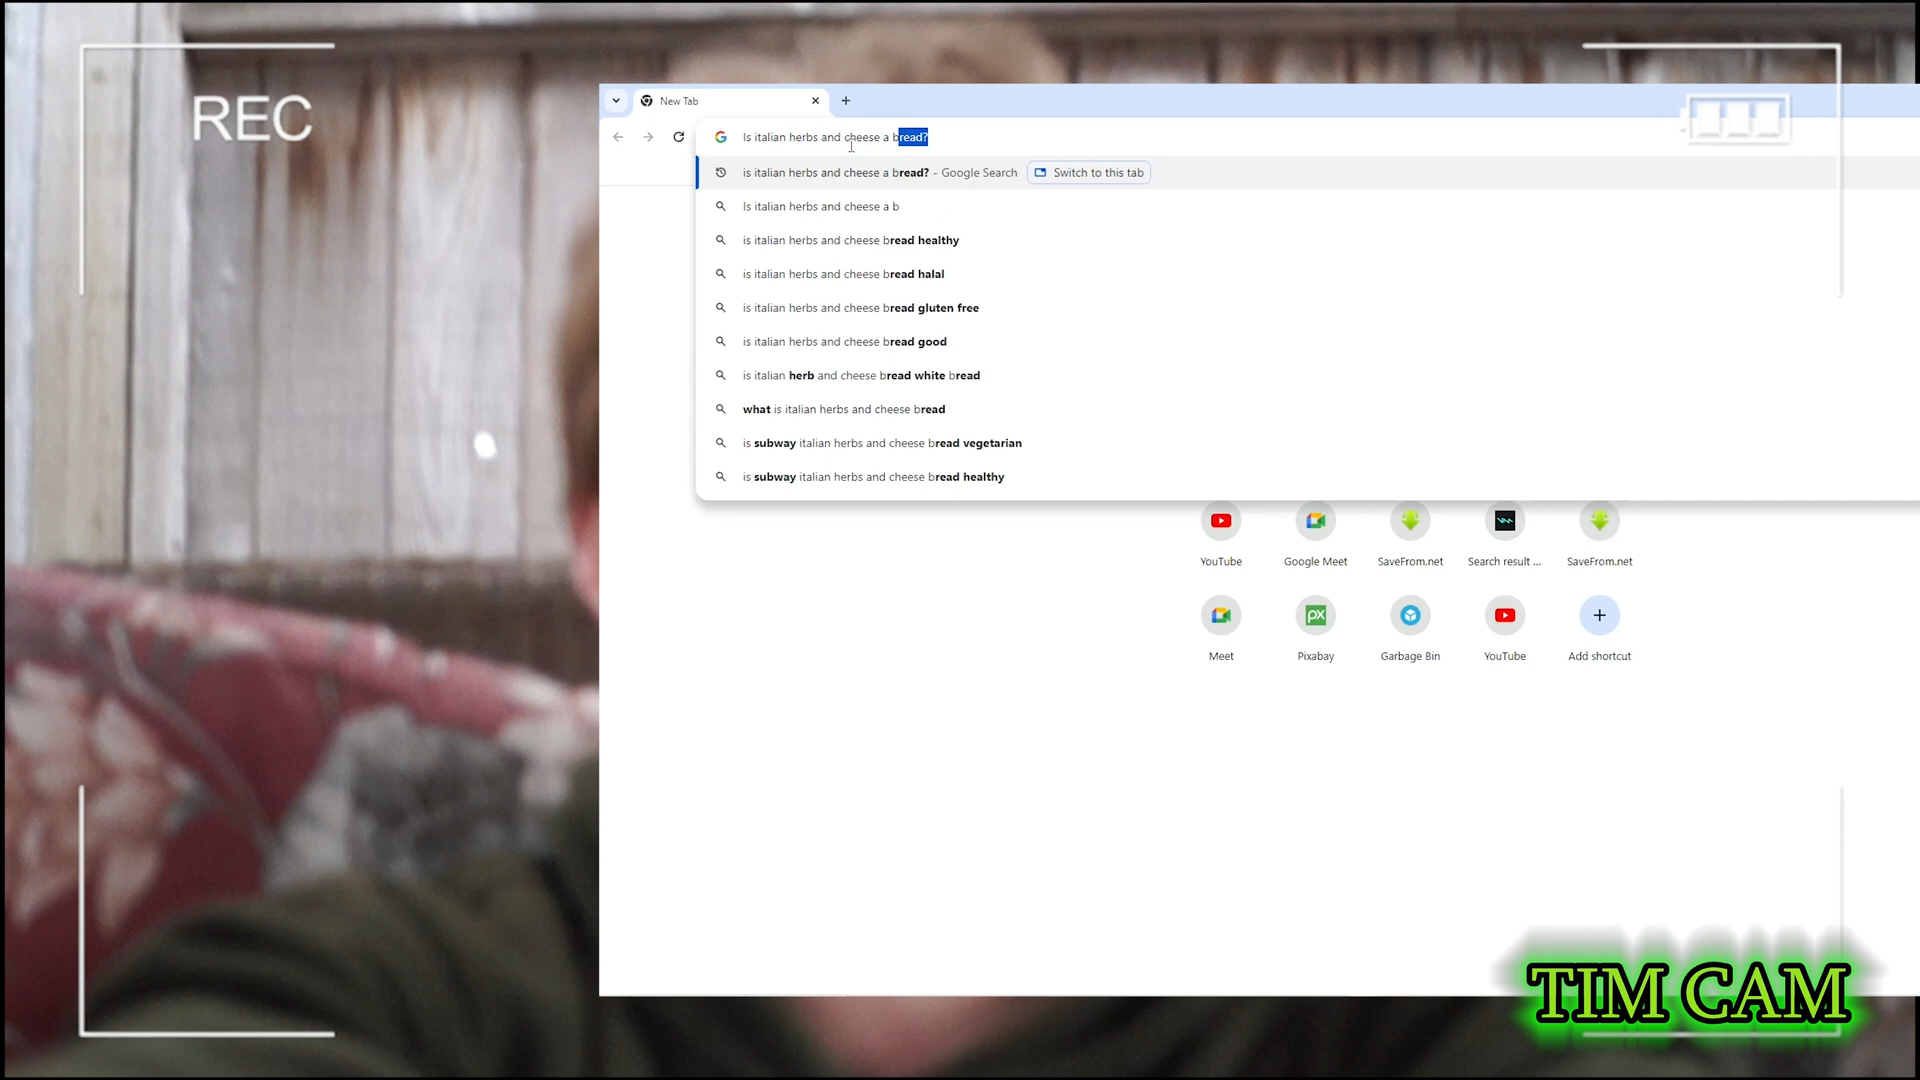 REC
New Tab
Is italian herbs and cheese a bread?
is italian herbs and cheese a bread? - Google Search Switch to this tab
Is italian herbs and cheese a b
is italian herbs and cheese bread healthy
is italian herbs and cheese bread halal
is italian herbs and cheese bread gluten free
is italian herbs and cheese bread good
is italian herb and cheese bread white bread
what is italian herbs and cheese bread
is subway italian herbs and cheese bread vegetarian
is subway italian herbs and cheese bread healthy
YouTube Google Meet SaveFrom.net Search result ... SaveFrom.net
px
Meet Pixabay Garbage Bin YouTube Add shortcut
TIM CAM